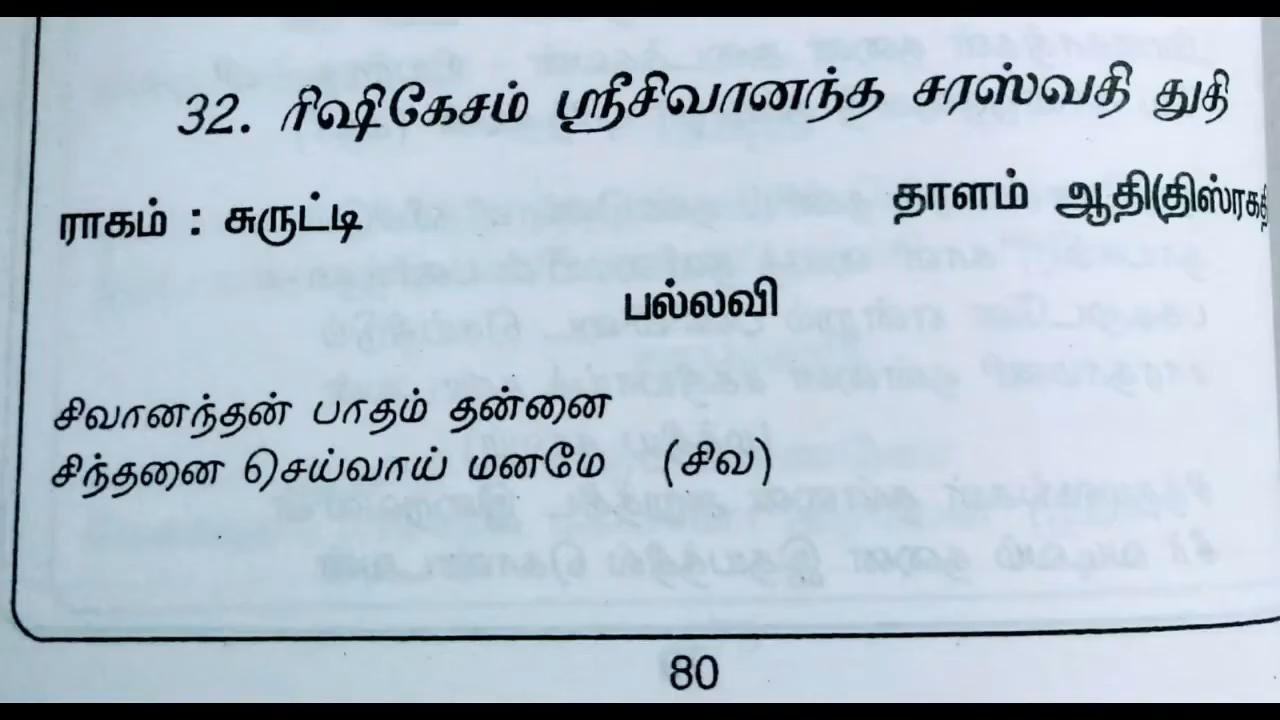 32. ரிஷிகேசம் ஸ்ரீசிவானந்த சரஸ்வதி துதி
ராகம் : சுருட்டி தாளம் ஆதி(திஸ்ரகதி
பல்லவி
சிவானந்தன் பாதம் தன்னை
சிந்தனை செய்வாய் மனமே (சிவ)
80